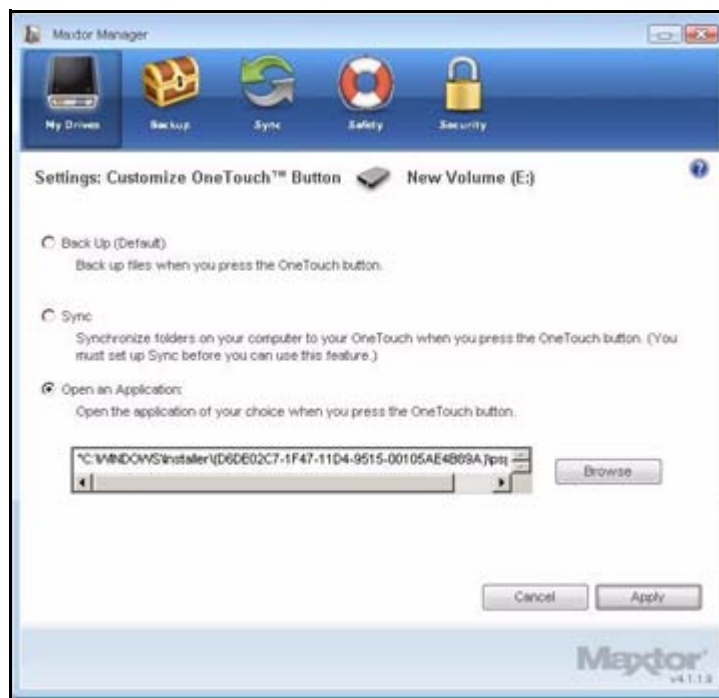 Maxtor Manager
My Drives Backup Sync Safety Security
Settings: Customize OneTouch™ Button New Volume (E:)
Back Up (Default)
Back up files when you press the OneTouch button.
Sync
Synchronize folders on your computer to your OneTouch when you press the OneTouch button. (You
must set up Sync before you can use this feature.)
Open an Application:
Open the application of your choice when you press the OneTouch button.
"C:\WINDOWS\Installer\{D6DE02C7-1F47-11D4-9515-00105AE4B89A}\psp
Browse
Cancel Apply
Maxtor